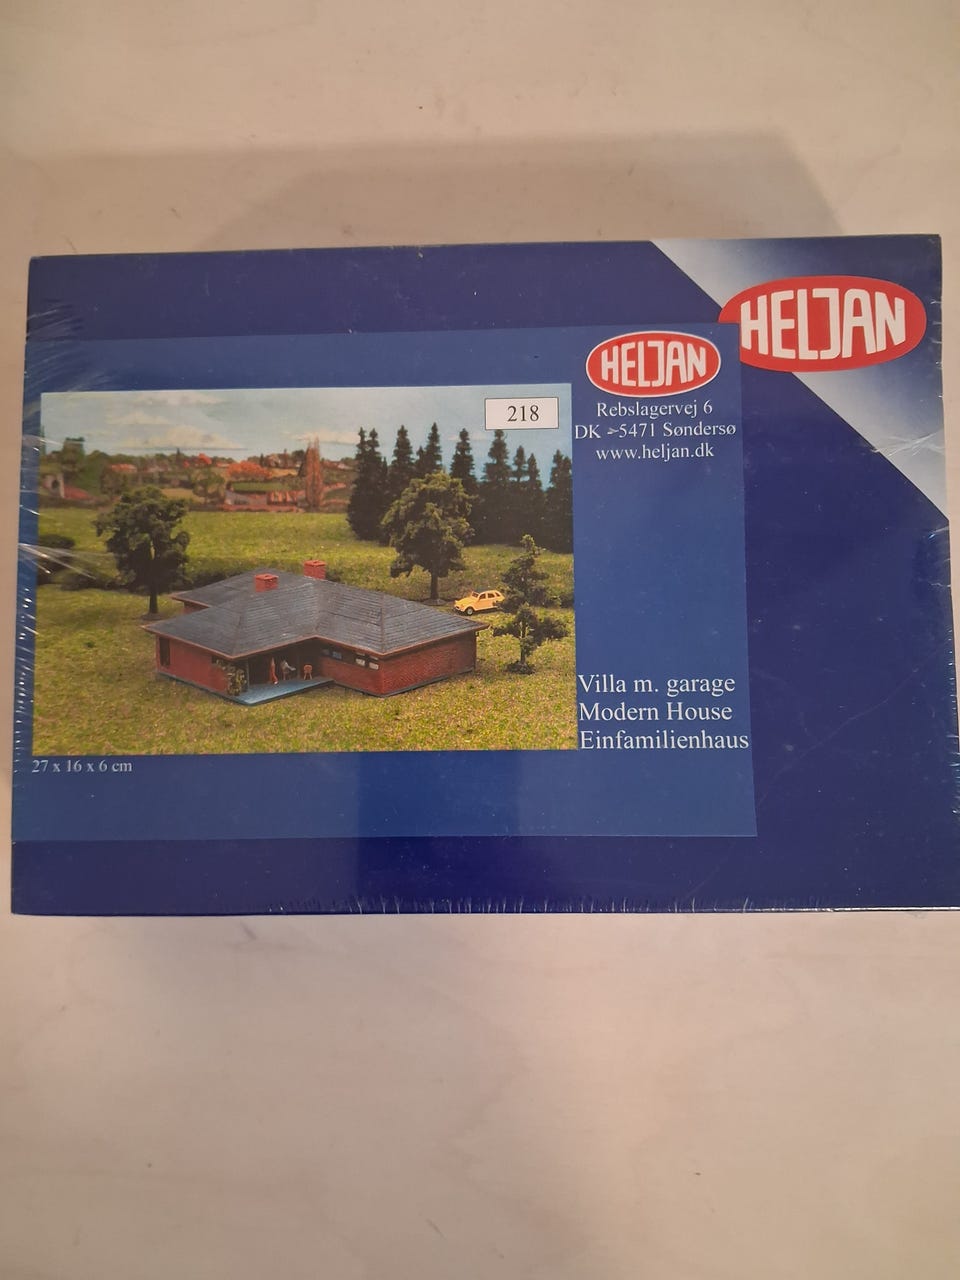 HELJAN
HELJAN
Rebslagervej 6
DK - 5471 Søndersø
www.heljan.dk
218
Villa m. garage
Modern House
Einfamilienhaus
27 x 16 x 6 cm